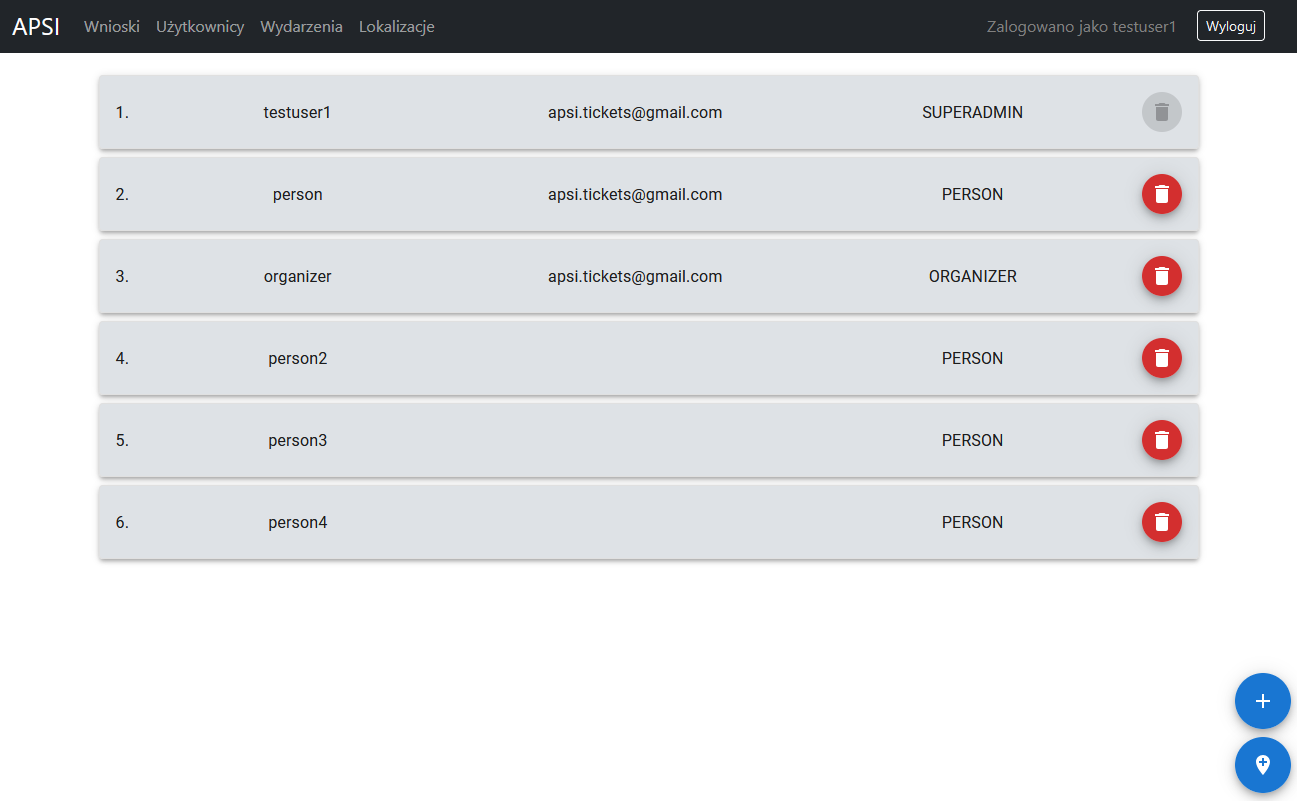 APSI Wnioski Użytkownicy Wydarzenia Lokalizacje Zalogowano jako testuser1 Wyloguj
1. testuser1 apsi.tickets@gmail.com SUPERADMIN
2. person apsi.tickets@gmail.com PERSON
3. organizer apsi.tickets@gmail.com ORGANIZER
4. person2 PERSON
5. person3 PERSON
6. person4 PERSON